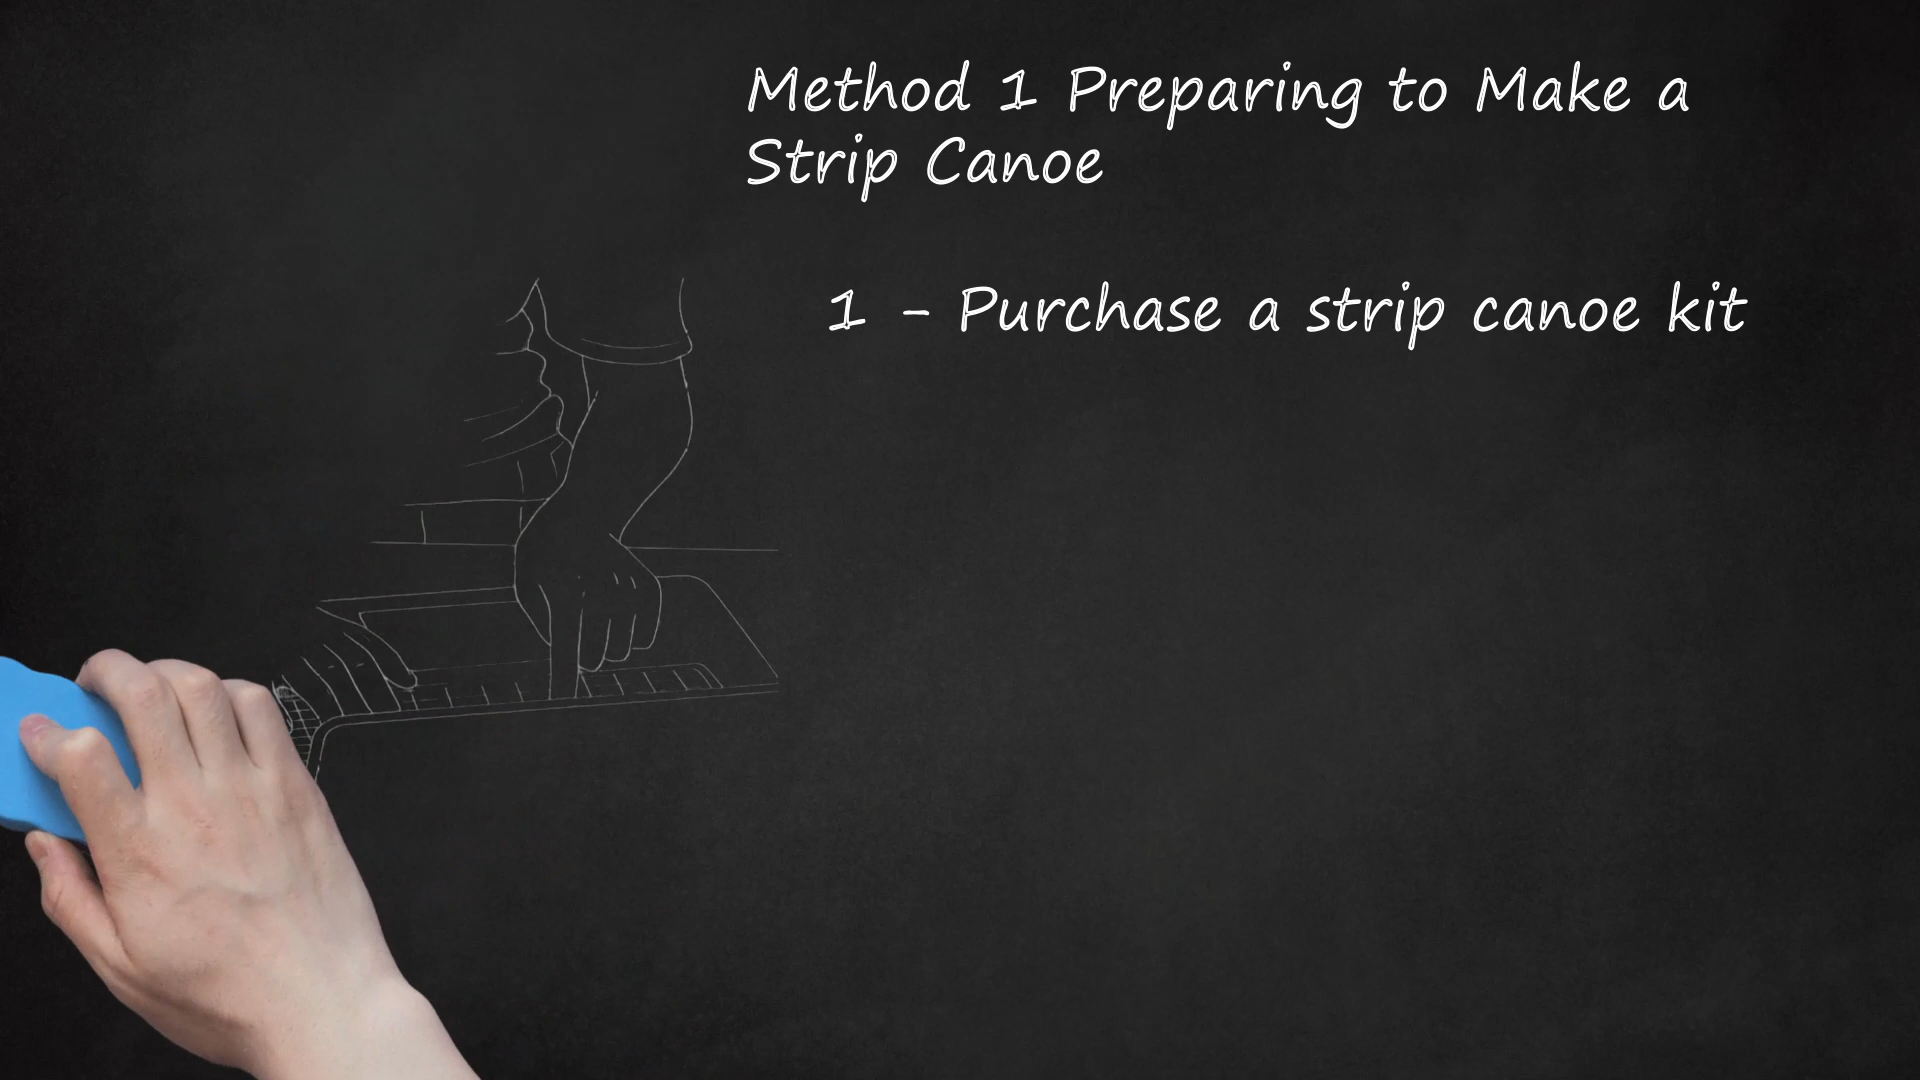 Method 1 Preparing to Make a
Strip Canoe
1 - Purchase a strip canoe kit